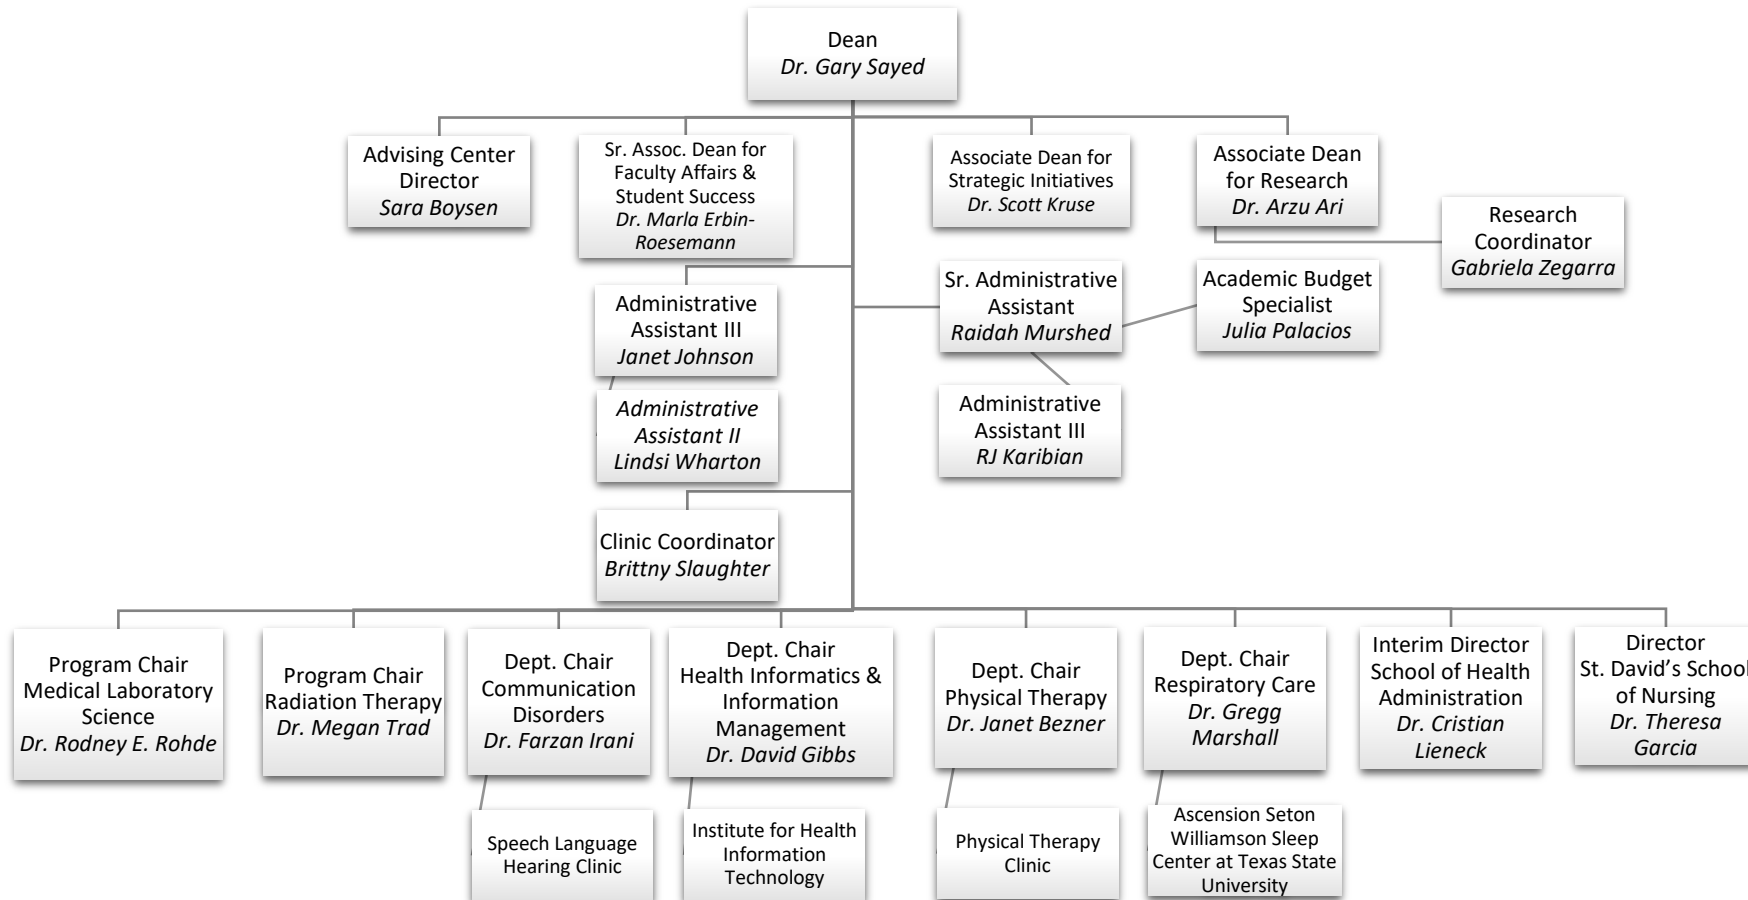 Dean
Dr. Gary Sayed
Advising Center
Director
Sara Boysen
Sr. Assoc. Dean for
Faculty Affairs &
Student Success
Dr. Marla Erbin-
Roesemann
Associate Dean for
Strategic Initiatives
Dr. Scott Kruse
Associate Dean
for Research
Dr. Arzu Ari
Research
Coordinator
Gabriela Zegarra
Administrative
Assistant III
Janet Johnson
Sr. Administrative
Assistant
Raidah Murshed
Academic Budget
Specialist
Julia Palacios
Administrative
Assistant II
Lindsi Wharton
Administrative
Assistant III
RJ Karibian
Clinic Coordinator
Brittny Slaughter
Program Chair
Medical Laboratory
Science
Dr. Rodney E. Rohde
Program Chair
Radiation Therapy
Dr. Megan Trad
Dept. Chair
Communication
Disorders
Dr. Farzan Irani
Dept. Chair
Health Informatics &
Information
Management
Dr. David Gibbs
Dept. Chair
Physical Therapy
Dr. Janet Bezner
Dept. Chair
Respiratory Care
Dr. Gregg
Marshall
Interim Director
School of Health
Administration
Dr. Cristian
Lieneck
Director
St. David’s School
of Nursing
Dr. Theresa
Garcia
Speech Language
Hearing Clinic
Institute for Health
Information
Technology
Physical Therapy
Clinic
Ascension Seton
Williamson Sleep
Center at Texas State
University